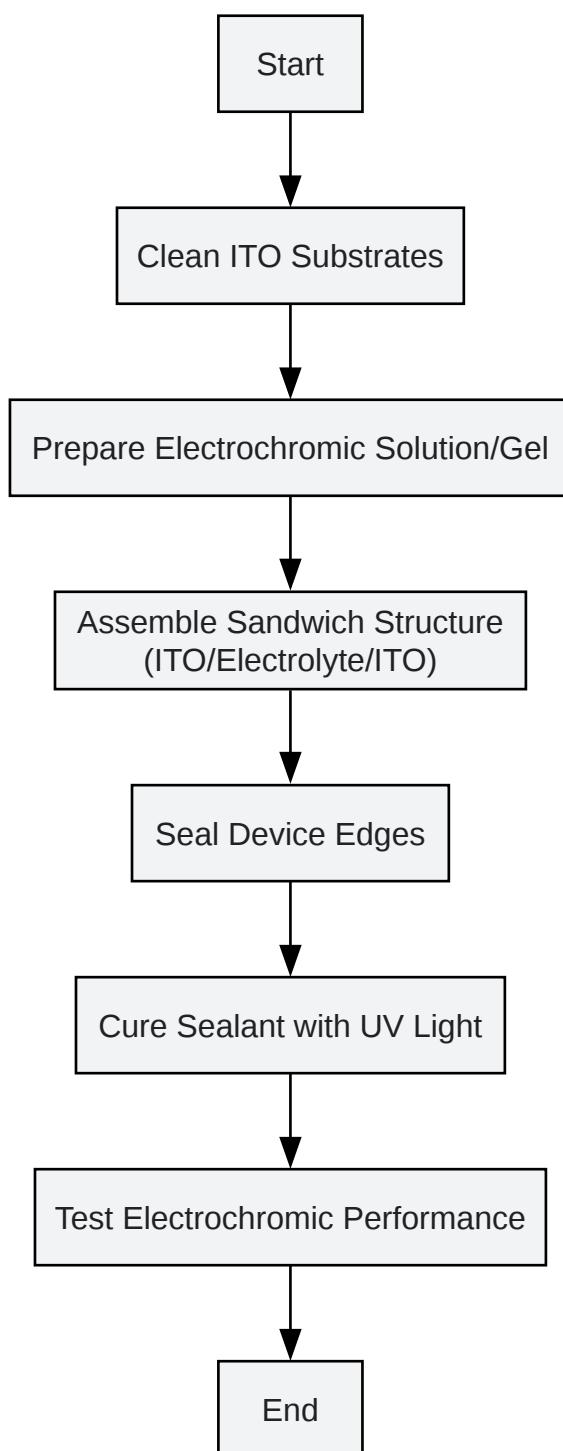 Start
Clean ITO Substrates
Prepare Electrochromic Solution/Gel
Assemble Sandwich Structure
(ITO/Electrolyte/ITO)
Seal Device Edges
Cure Sealant with UV Light
Test Electrochromic Performance
End